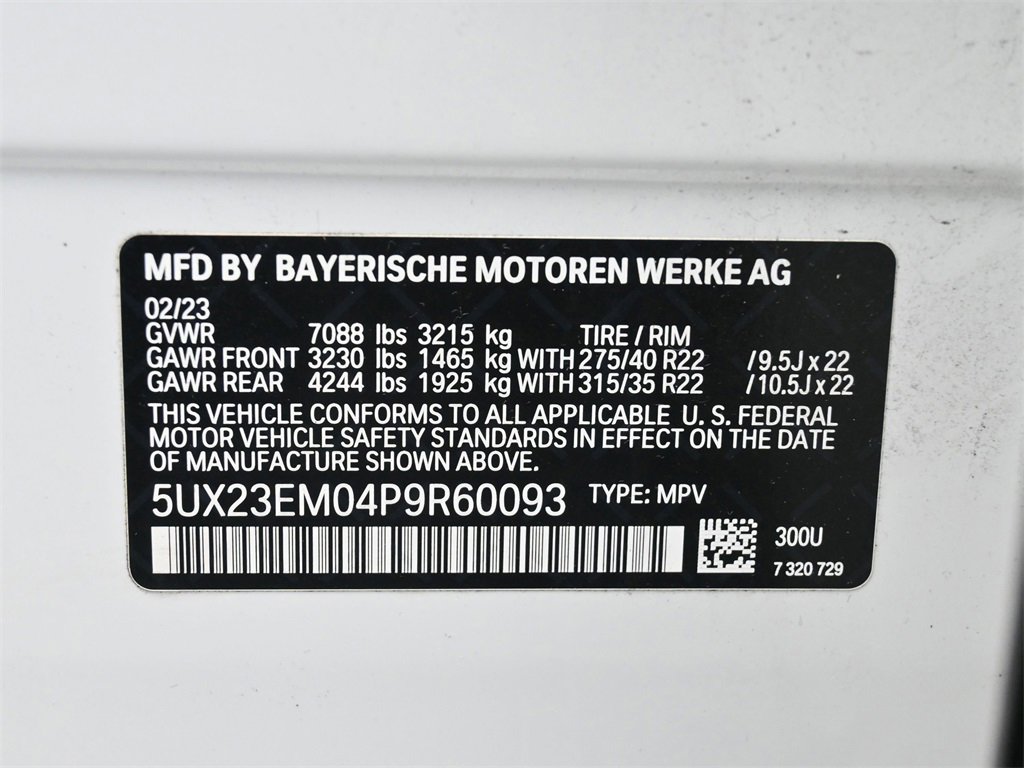 MFD BY BAYERISCHE MOTOREN WERKE AG
02/23
GVWR 7088 lbs 3215 kg TIRE / RIM
GAWR FRONT 3230 lbs 1465 kg WITH 275/40 R22 /9.5J x 22
GAWR REAR 4244 lbs 1925 kg WITH 315/35 R22 /10.5J x 22
THIS VEHICLE CONFORMS TO ALL APPLICABLE U. S. FEDERAL
MOTOR VEHICLE SAFETY STANDARDS IN EFFECT ON THE DATE
OF MANUFACTURE SHOWN ABOVE.
5UX23EM04P9R60093 TYPE: MPV
300U
7 320 729